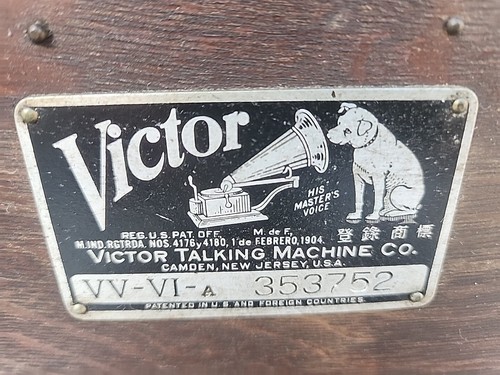 Victor
HIS
MASTER'S
VOICE
REG. U.S. PAT. OFF. M. de F.
M.IND. RGTRDA. NOS. 4176 y 4180, 1° de FEBRERO, 1904.
登錄商標
VICTOR TALKING MACHINE CO.
CAMDEN, NEW JERSEY, U.S.A.
VV-VI-A 353752
PATENTED IN U.S. AND FOREIGN COUNTRIES